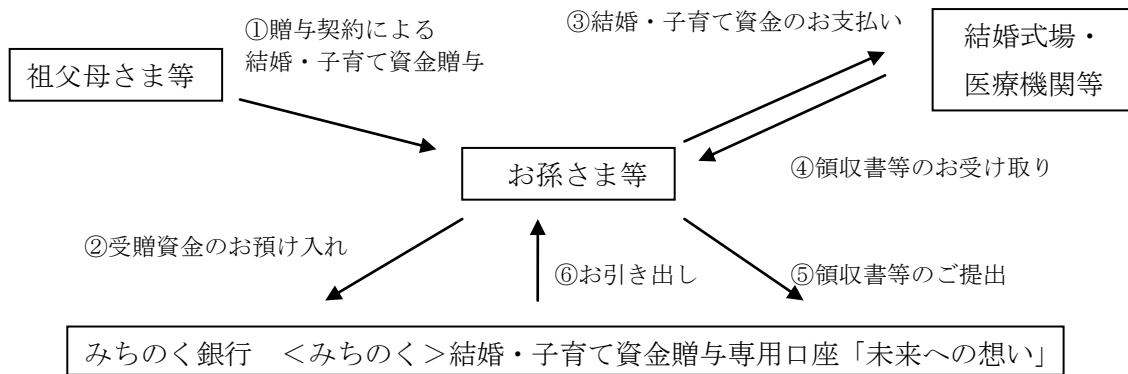 ①贈与契約による
結婚・子育て資金贈与
③結婚・子育て資金のお支払い
祖父母さま等
結婚式場・
医療機関等
お孫さま等
④領収書等のお受け取り
②受贈資金のお預け入れ
⑥お引き出し
⑤領収書等のご提出
みちのく銀行 <みちのく>結婚・子育て資金贈与専用口座「未来への想い」